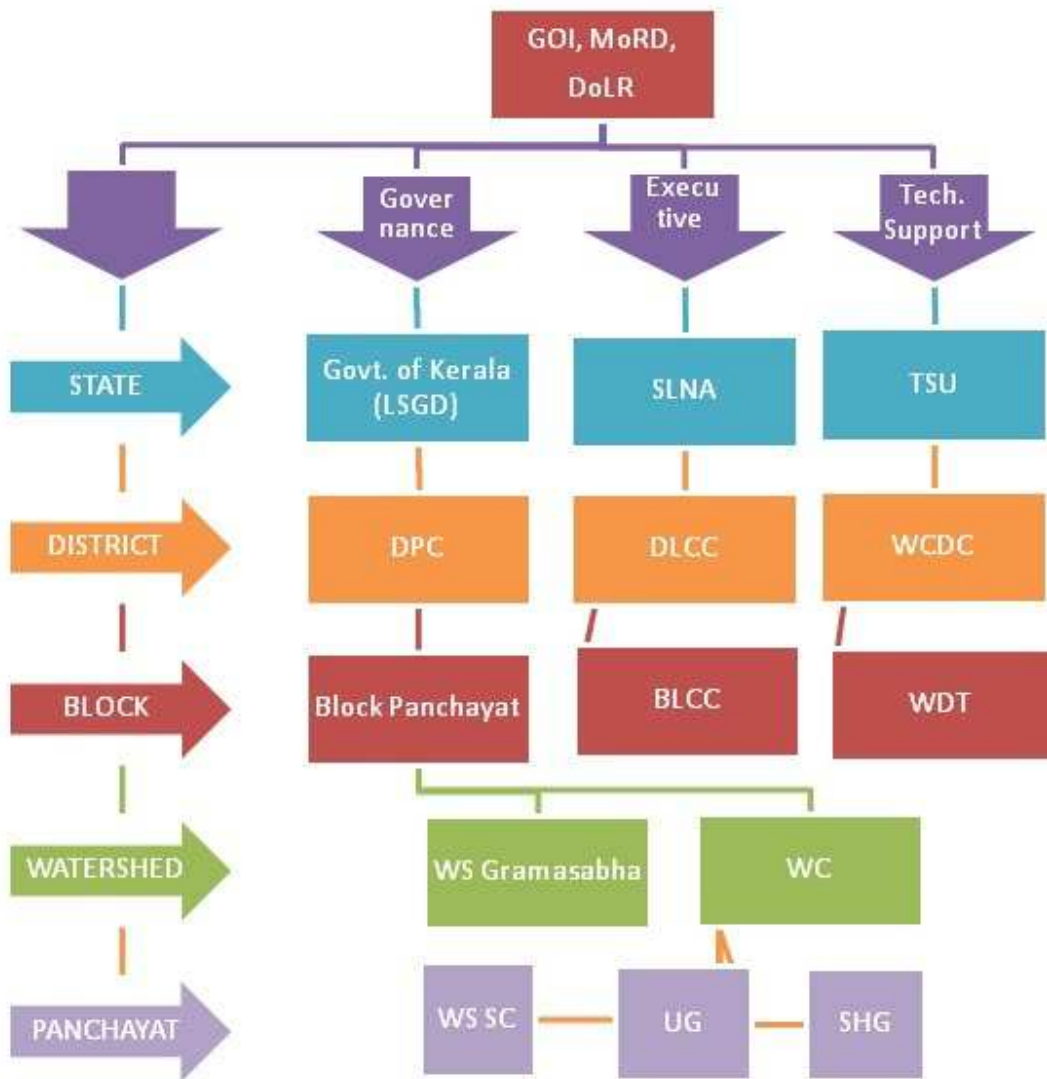 GOI, MoRD,
DoLR
Gover
nance
Execu
tive
Tech.
Support
STATE
Govt. of Kerala
(LSGD)
SLNA
TSU
DISTRICT
DPC
DLCC
WCDC
BLOCK
Block Panchayat
BLCC
WDT
WATERSHED
WS Gramasabha
WC
PANCHAYAT
WS SC
UG
SHG